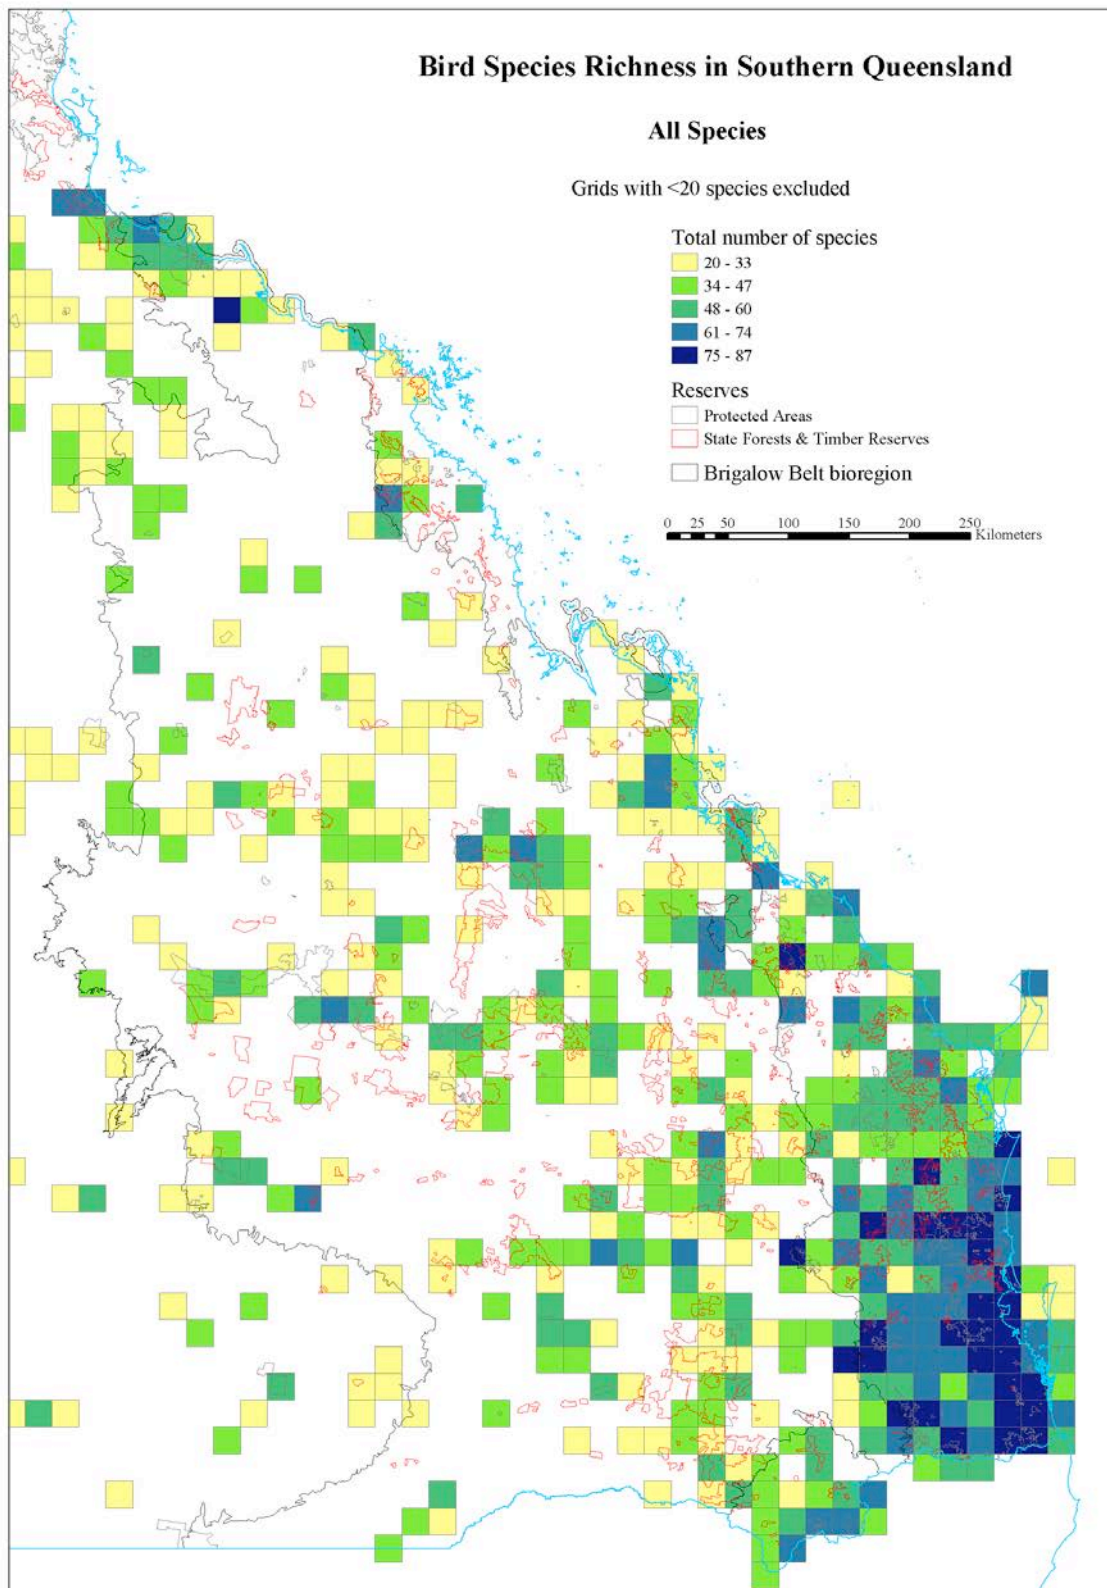 Bird Species Richness in Southern Queensland
All Species
Grids with <20 species excluded
Total number of species
20 - 33
34 - 47
48 - 60
61 - 74
75 - 87
Reserves
Protected Areas
State Forests & Timber Reserves
Brigalow Belt bioregion
0 25 50 100 150 200 250
Kilometers